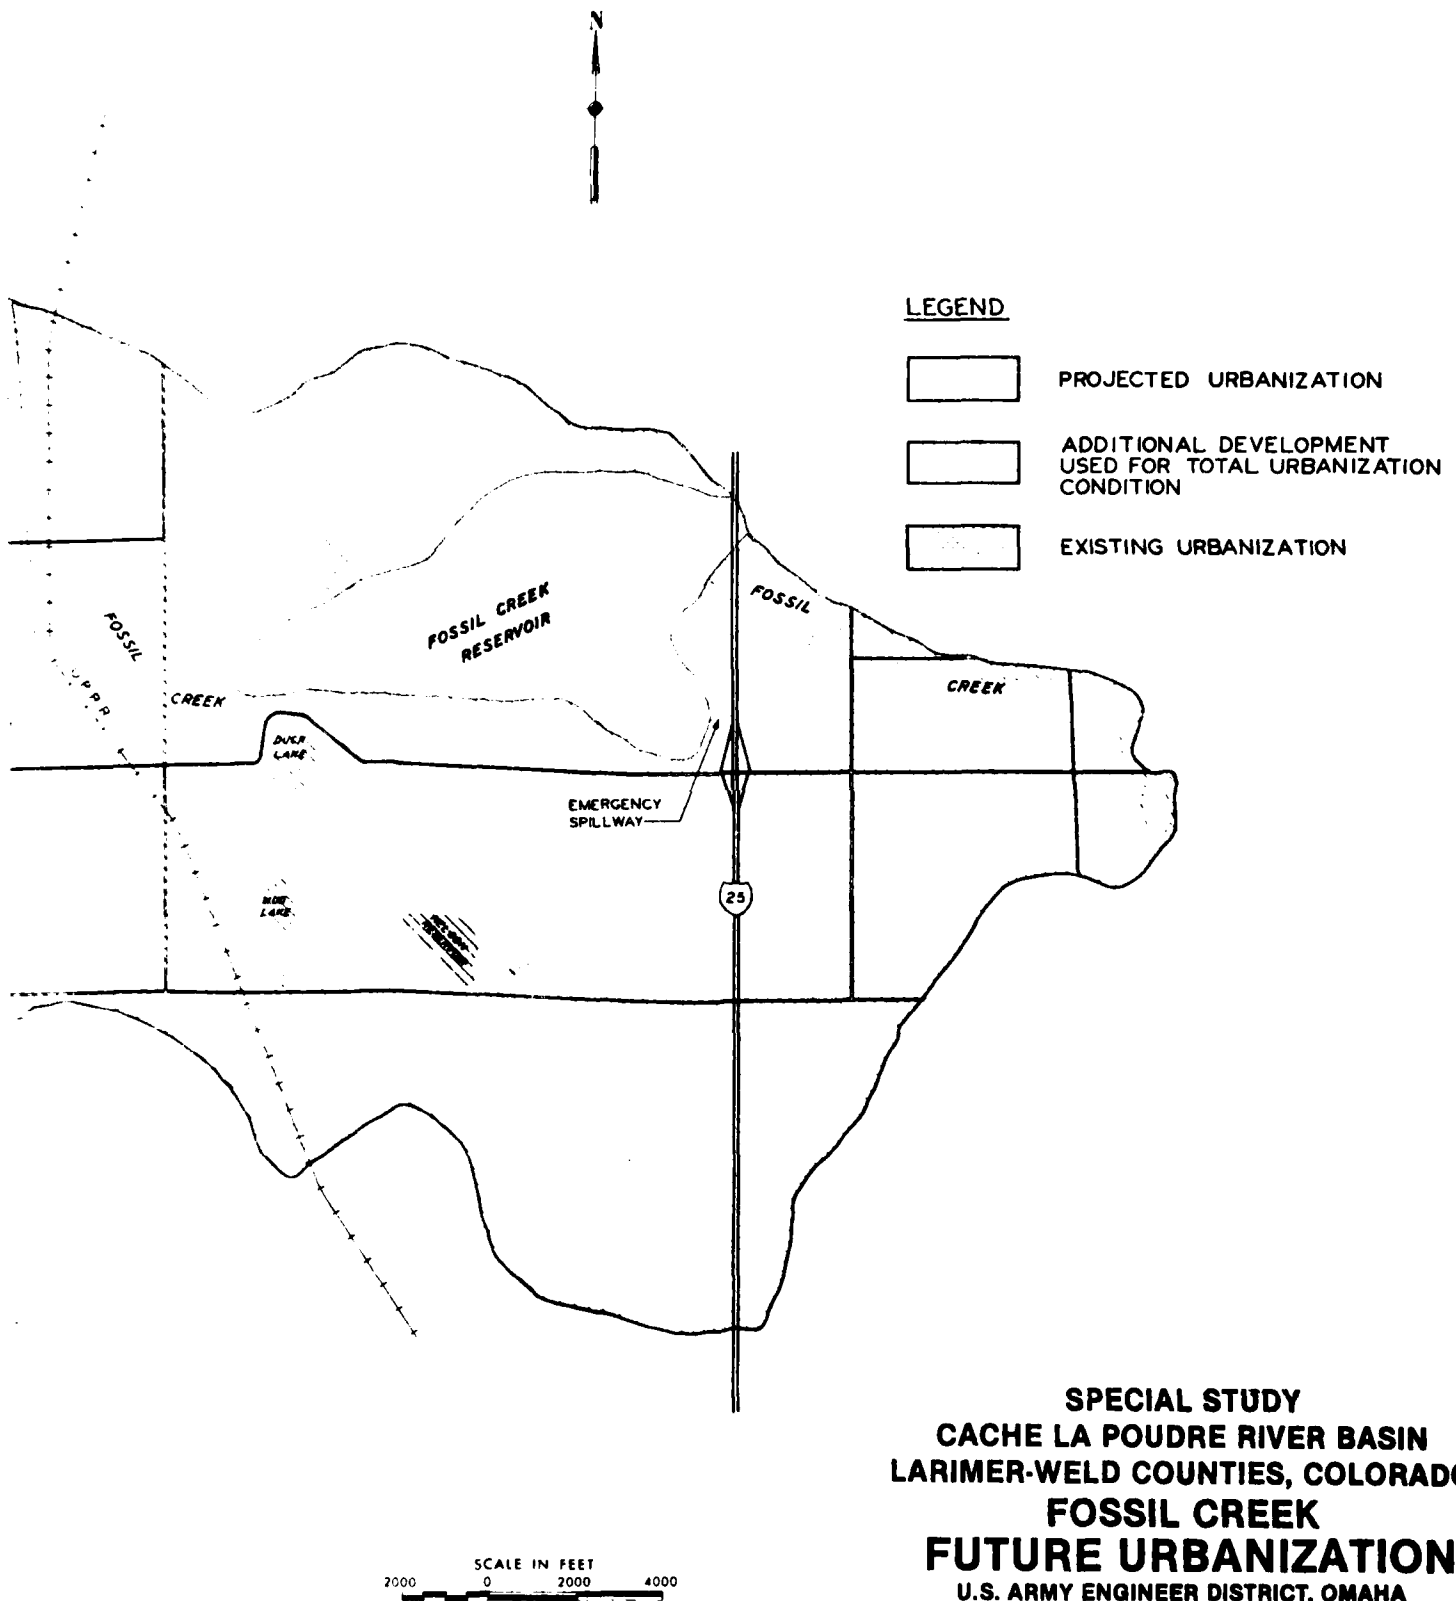 N
LEGEND
PROJECTED URBANIZATION
ADDITIONAL DEVELOPMENT
USED FOR TOTAL URBANIZATION
CONDITION
EXISTING URBANIZATION
FOSSIL
CREEK
U.P.R.R.
FOSSIL CREEK
RESERVOIR
FOSSIL
CREEK
DUCK
LAKE
EMERGENCY
SPILLWAY
25
MUD
LAKE
SPECIAL STUDY
CACHE LA POUDRE RIVER BASIN
LARIMER-WELD COUNTIES, COLORADO
FOSSIL CREEK
FUTURE URBANIZATION
U.S. ARMY ENGINEER DISTRICT, OMAHA
SCALE IN FEET
2000 0 2000 4000